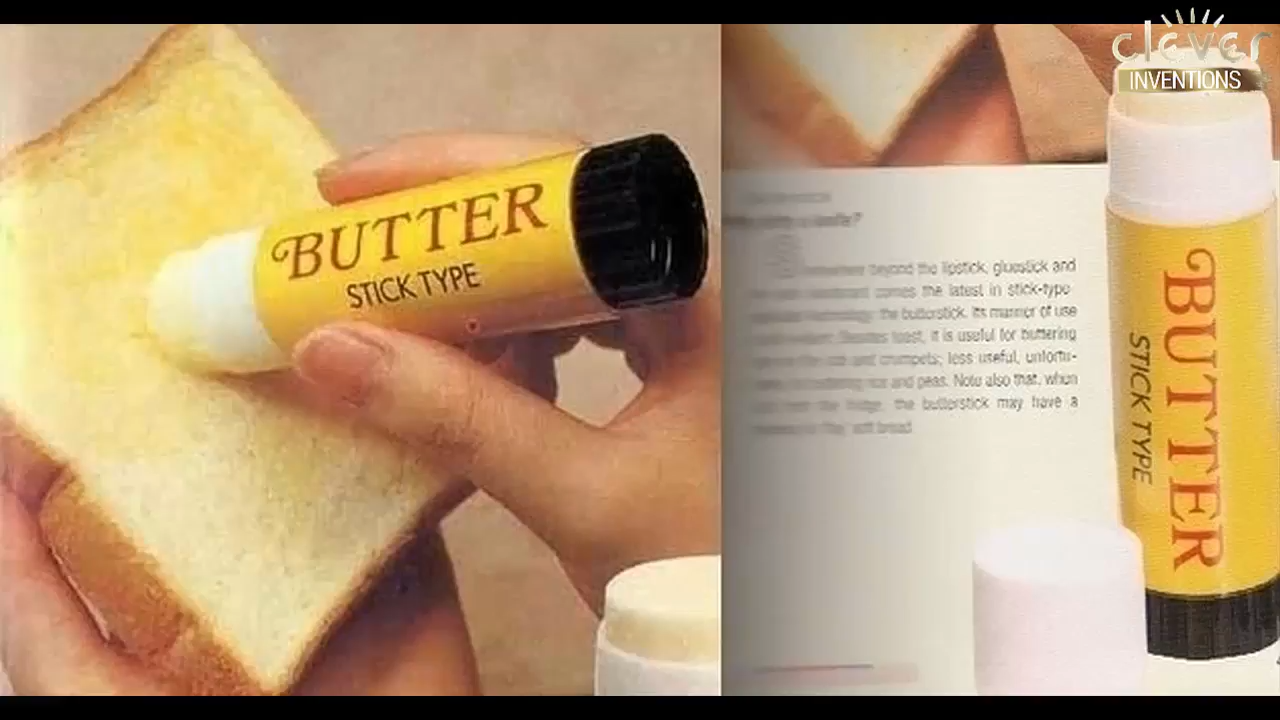 BUTTER
STICK TYPE
clever
INVENTIONS
beyond the lipstick, gluestick and
comes the latest in stick-type
the butterstick. Its manner of use
Besides toast, it is useful for buttering
and crumpets; less useful, unfortu-
rice and peas. Note also that, when
the fridge, the butterstick may have a
soft bread
BUTTER
STICK TYPE